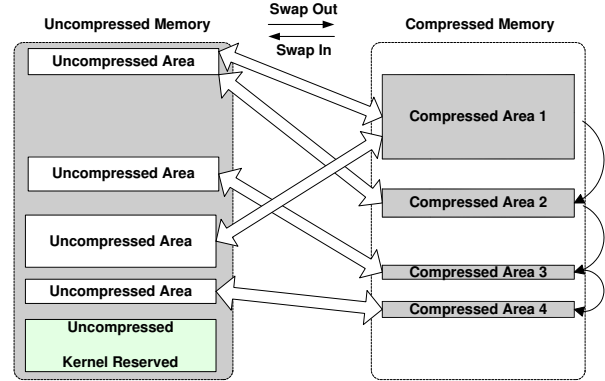 Swap Out
Uncompressed Memory
Compressed Memory
Swap In
Uncompressed Area
Compressed Area 1
Uncompressed Area
Compressed Area 2
Uncompressed Area
Compressed Area 3
Uncompressed Area
Compressed Area 4
Uncompressed
Kernel Reserved